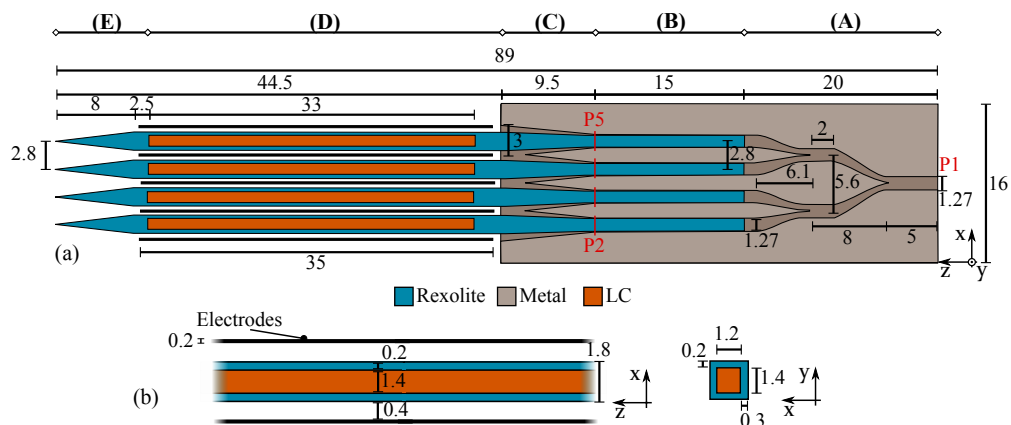 (E) (D) (C) (B) (A)
89
44.5 9.5 15 20
8 2.5 33
P5 2
3
2.8 2.8 P1
6.1 5.6 16
1.27
1.27
P2 8 5 x
(a) 35 z y
Rexolite Metal LC
Electrodes
0.2 0.2 1.8 1.2
0.2
1.4 x 1.4 y
(b) 0.4 z 0.3 x